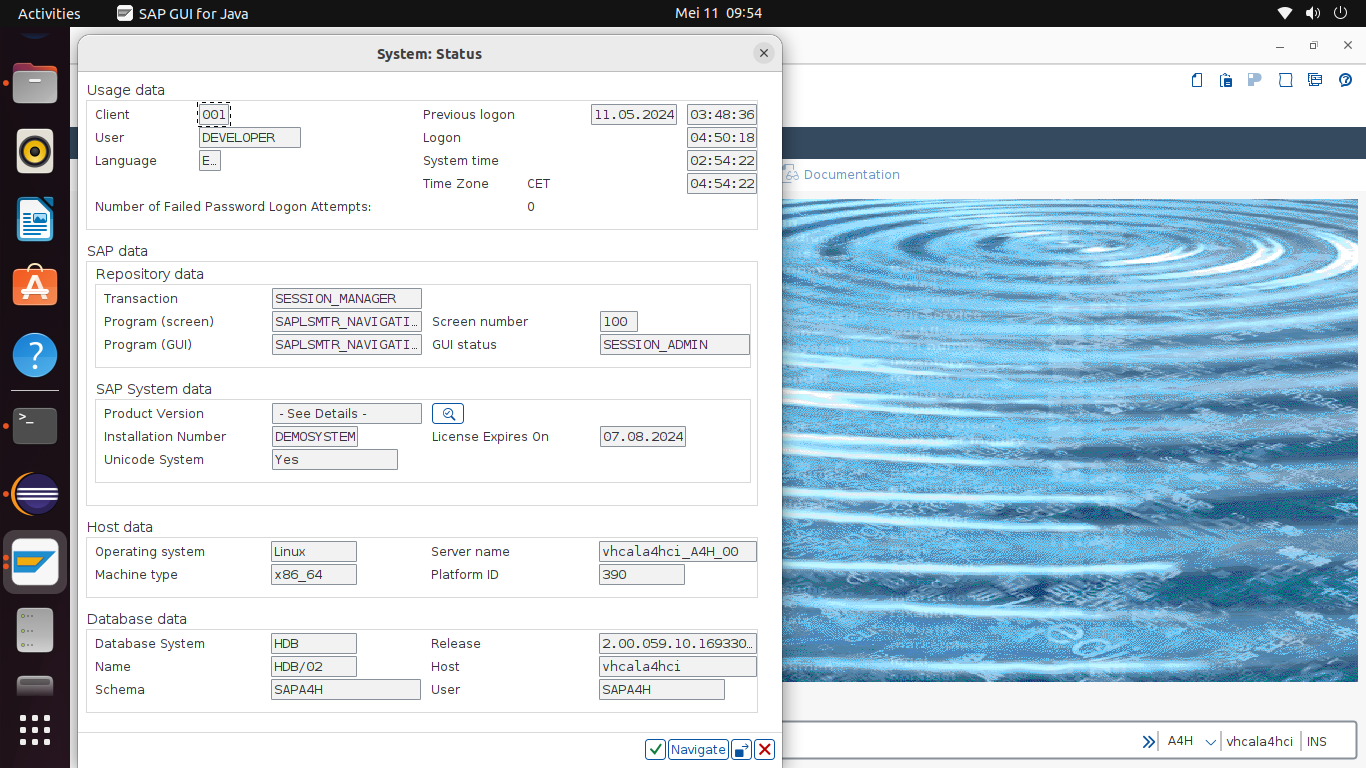 Activities SAP GUI for Java Mei 11 09:54
System: Status
Usage data
Client 001 Previous logon 11.05.2024 03:48:36
User DEVELOPER Logon 04:50:18
Language E… System time 02:54:22
Time Zone CET 04:54:22
Number of Failed Password Logon Attempts: 0
Documentation
SAP data
Repository data
Transaction SESSION_MANAGER
Program (screen) SAPLSMTR_NAVIGATI… Screen number 100
Program (GUI) SAPLSMTR_NAVIGATI… GUI status SESSION_ADMIN
SAP System data
Product Version - See Details -
Installation Number DEMOSYSTEM License Expires On 07.08.2024
Unicode System Yes
Host data
Operating system Linux Server name vhcala4hci_A4H_00
Machine type x86_64 Platform ID 390
Database data
Database System HDB Release 2.00.059.10.169330…
Name HDB/02 Host vhcala4hci
Schema SAPA4H User SAPA4H
Navigate
A4H vhcala4hci INS